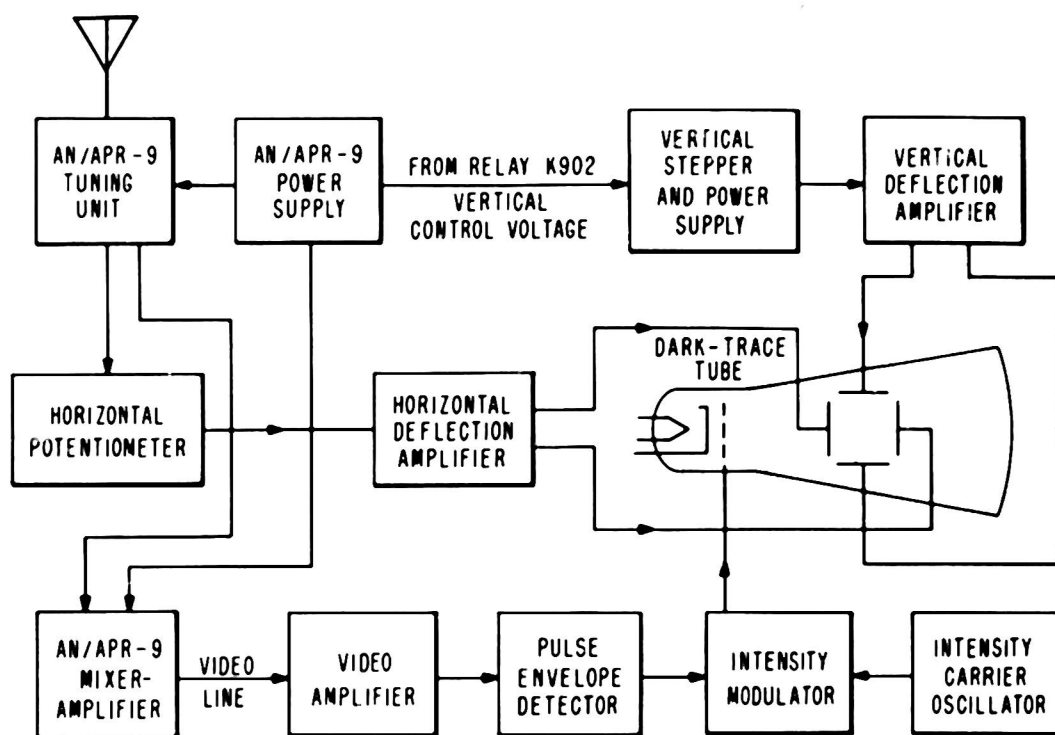 AN/APR-9
TUNING
UNIT
AN/APR-9
POWER
SUPPLY
FROM RELAY K902
VERTICAL
CONTROL VOLTAGE
VERTICAL
STEPPER
AND POWER
SUPPLY
VERTICAL
DEFLECTION
AMPLIFIER
HORIZONTAL
POTENTIOMETER
HORIZONTAL
DEFLECTION
AMPLIFIER
DARK-TRACE
TUBE
AN/APR-9
MIXER-
AMPLIFIER
VIDEO
LINE
VIDEO
AMPLIFIER
PULSE
ENVELOPE
DETECTOR
INTENSITY
MODULATOR
INTENSITY
CARRIER
OSCILLATOR